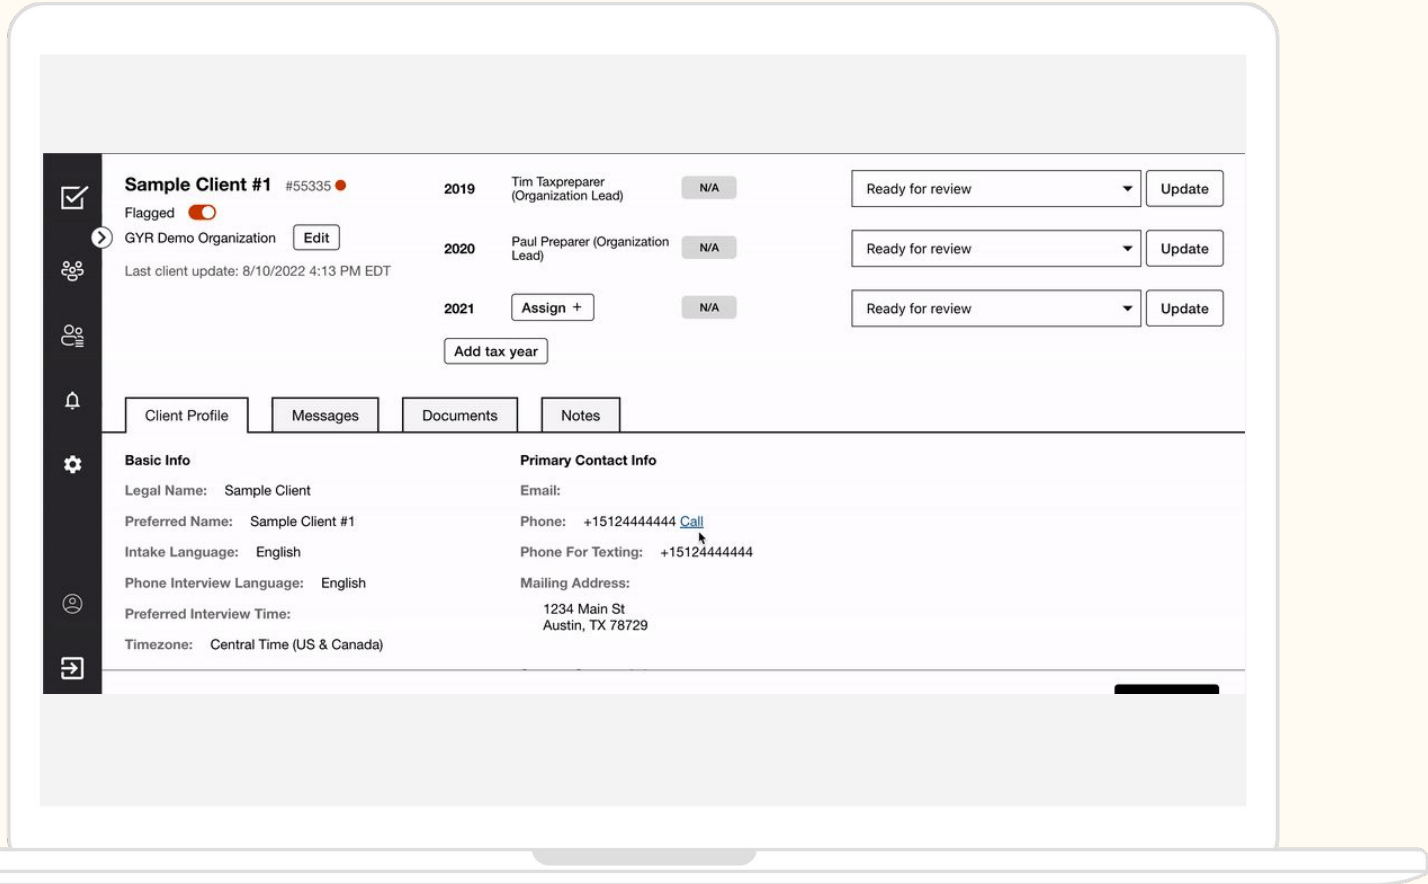 Sample Client #1 #55335
Flagged
GYR Demo Organization Edit
Last client update: 8/10/2022 4:13 PM EDT
2019 Tim Taxpreparer (Organization Lead) N/A Ready for review Update
2020 Paul Preparer (Organization Lead) N/A Ready for review Update
2021 Assign + N/A Ready for review Update
Add tax year
Client Profile Messages Documents Notes
Basic Info
Legal Name: Sample Client
Preferred Name: Sample Client #1
Intake Language: English
Phone Interview Language: English
Preferred Interview Time:
Timezone: Central Time (US & Canada)
Primary Contact Info
Email:
Phone: +15124444444 Call
Phone For Texting: +15124444444
Mailing Address:
1234 Main St
Austin, TX 78729